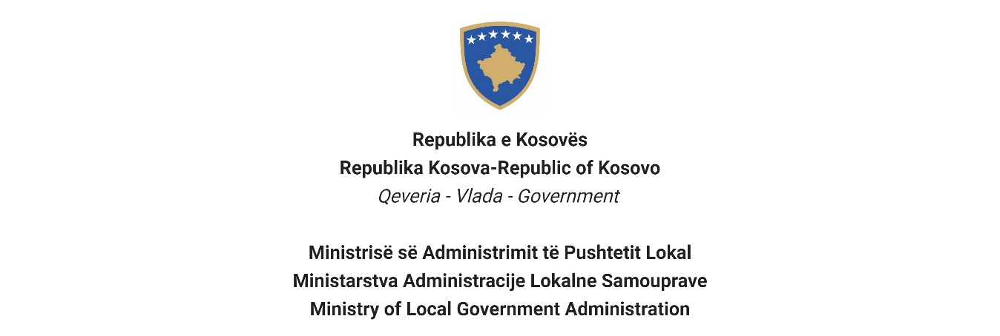 Republika e Kosovës
Republika Kosova-Republic of Kosovo
Qeveria - Vlada - Government
Ministrisë së Administrimit të Pushtetit Lokal
Ministarstva Administracije Lokalne Samouprave
Ministry of Local Government Administration